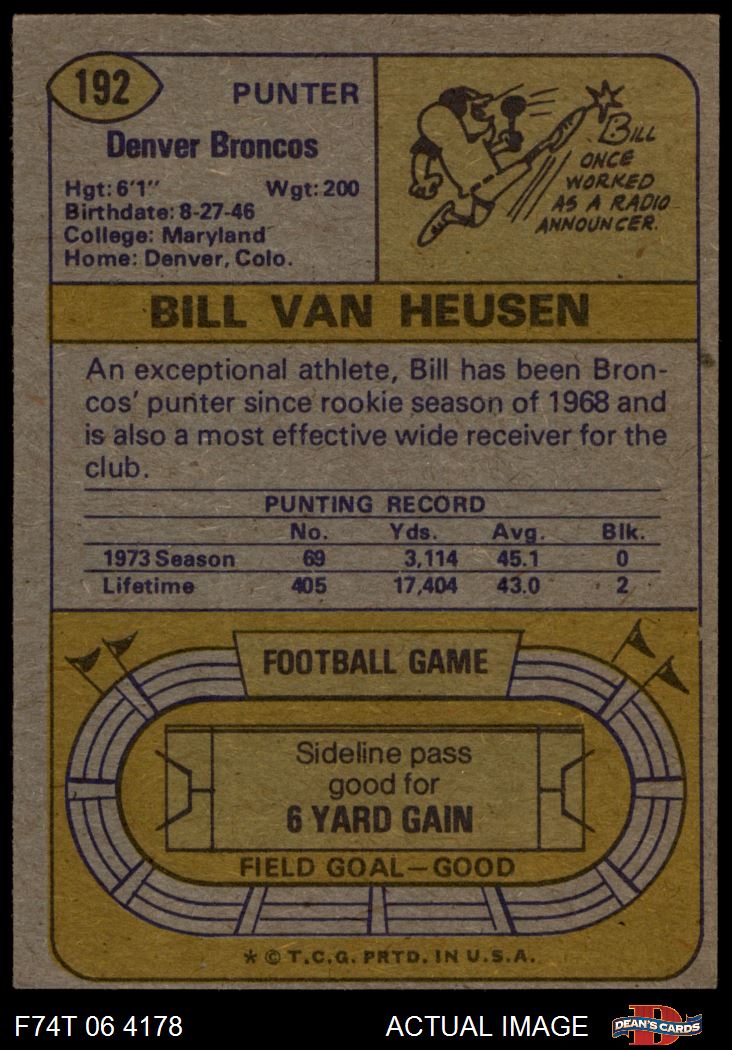 192
PUNTER
Denver Broncos
Hgt: 6'1" Wgt: 200
Birthdate: 8-27-46
College: Maryland
Home: Denver, Colo.
BILL
ONCE
WORKED
AS A RADIO
ANNOUNCER.
BILL VAN HEUSEN
An exceptional athlete, Bill has been Bron-
cos' punter since rookie season of 1968 and
is also a most effective wide receiver for the
club.
PUNTING RECORD
No. Yds. Avg. Blk.
1973 Season 69 3,114 45.1 0
Lifetime 405 17,404 43.0 2
FOOTBALL GAME
Sideline pass
good for
6 YARD GAIN
FIELD GOAL—GOOD
* © T.C.G. PRTD. IN U.S.A.
F74T 06 4178 ACTUAL IMAGE
D
DEAN'S CARDS